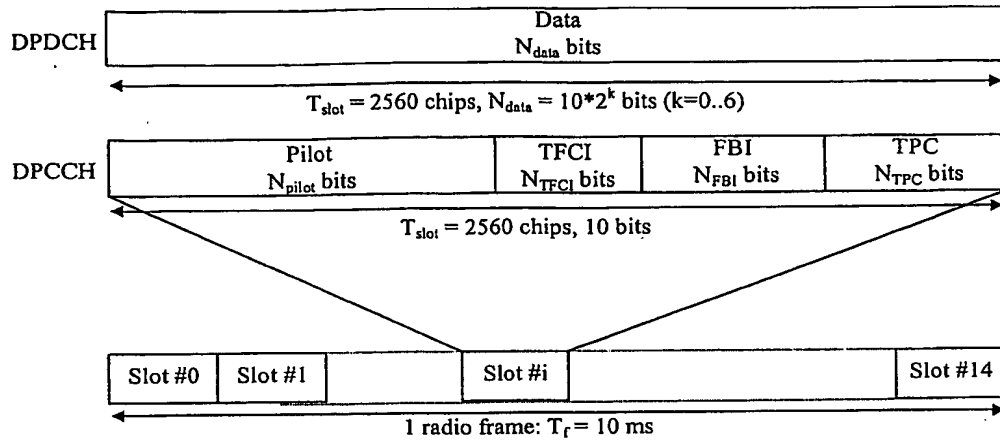 DPDCH
Data
N_data bits
T_slot = 2560 chips, N_data = 10*2^k bits (k=0..6)
DPCCH
Pilot
N_pilot bits
TFCI
N_TFCI bits
FBI
N_FBI bits
TPC
N_TPC bits
T_slot = 2560 chips, 10 bits
Slot #0
Slot #1
Slot #i
Slot #14
1 radio frame: T_f = 10 ms